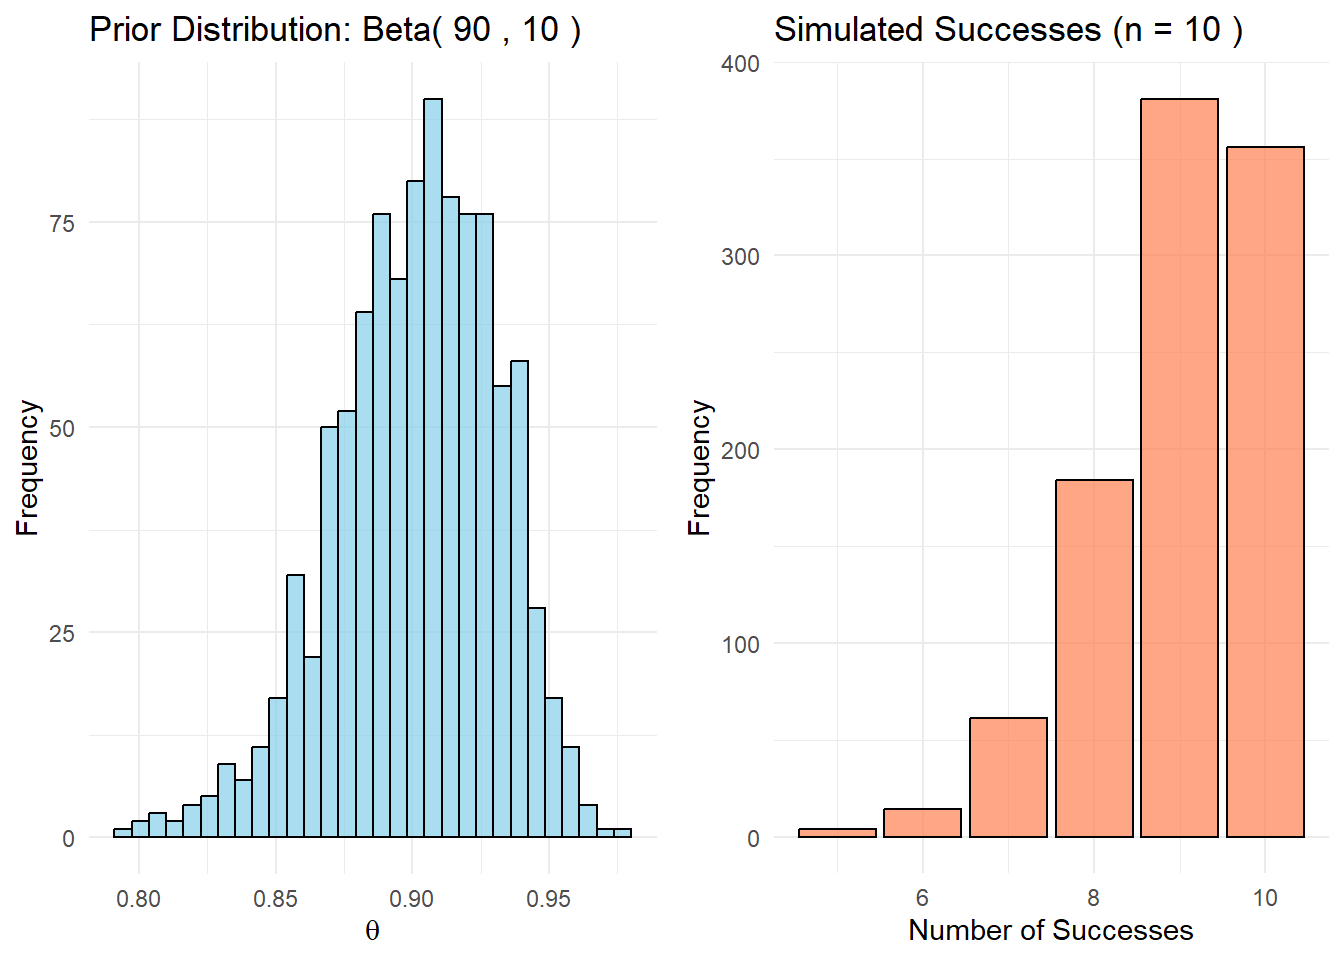 Prior Distribution: Beta( 90 , 10 )
Frequency
75
50
25
0
0.80 0.85 0.90 0.95
θ
Simulated Successes (n = 10 )
Frequency
400
300
200
100
0
6 8 10
Number of Successes